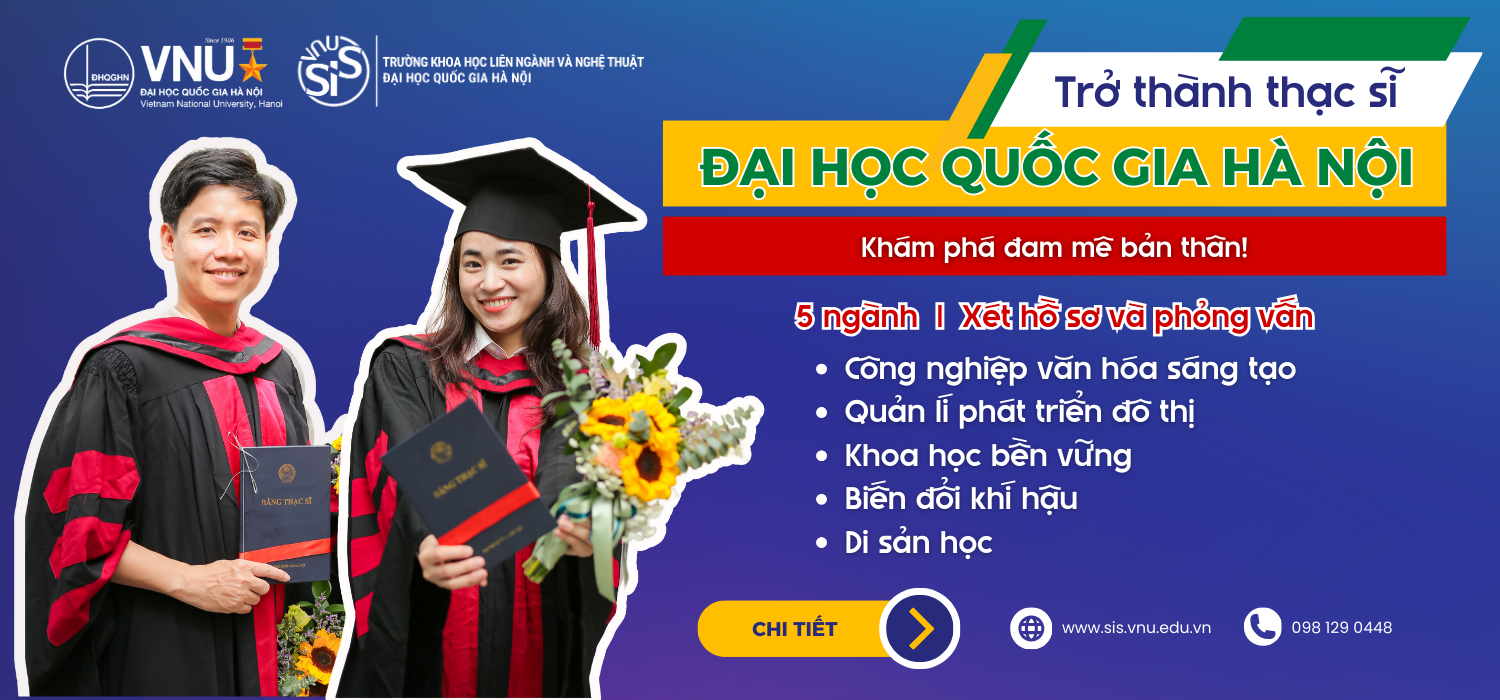 Since 1906
ĐHQGHN
VNU
ĐẠI HỌC QUỐC GIA HÀ NỘI
Vietnam National University, Hanoi
VNU
SIS
TRƯỜNG KHOA HỌC LIÊN NGÀNH VÀ NGHỆ THUẬT
ĐẠI HỌC QUỐC GIA HÀ NỘI
Trở thành thạc sĩ
ĐẠI HỌC QUỐC GIA HÀ NỘI
Khám phá đam mê bản thân!
5 ngành I Xét hồ sơ và phỏng vấn
• Công nghiệp văn hóa sáng tạo
• Quản lí phát triển đô thị
• Khoa học bền vững
• Biến đổi khí hậu
• Di sản học
BẰNG THẠC SĨ
BẰNG THẠC SĨ
CHI TIẾT
www.sis.vnu.edu.vn
098 129 0448